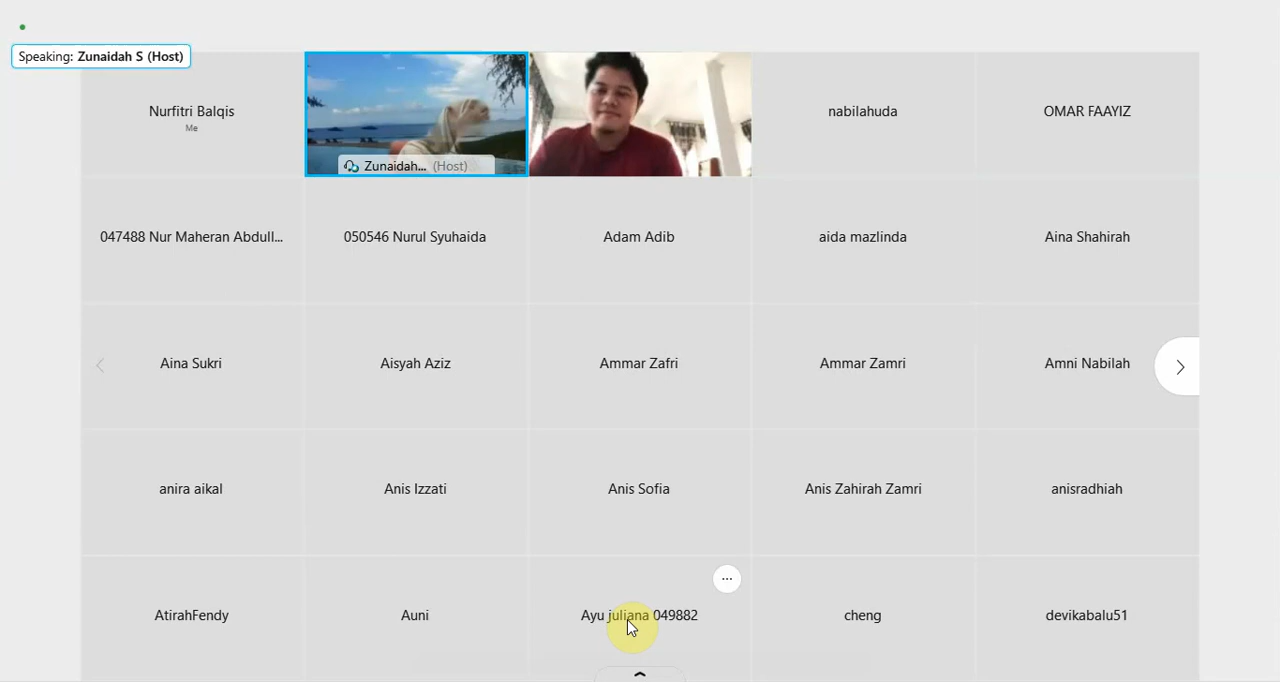 Speaking: Zunaidah S (Host)
Nurfitri Balqis
Me
Zunaidah... (Host)
nabilahuda
OMAR FAAYIZ
047488 Nur Maheran Abdull...
050546 Nurul Syuhaida
Adam Adib
aida mazlinda
Aina Shahirah
Aina Sukri
Aisyah Aziz
Ammar Zafri
Ammar Zamri
Amni Nabilah
anira aikal
Anis Izzati
Anis Sofia
Anis Zahirah Zamri
anisradhiah
AtirahFendy
Auni
Ayu juliana 049882
cheng
devikabalu51